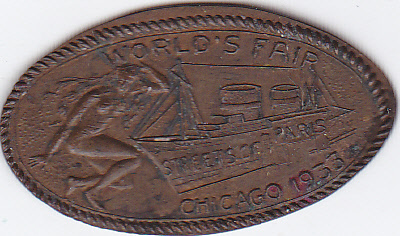 WORLD'S FAIR
STREETS OF PARIS
CHICAGO 1933